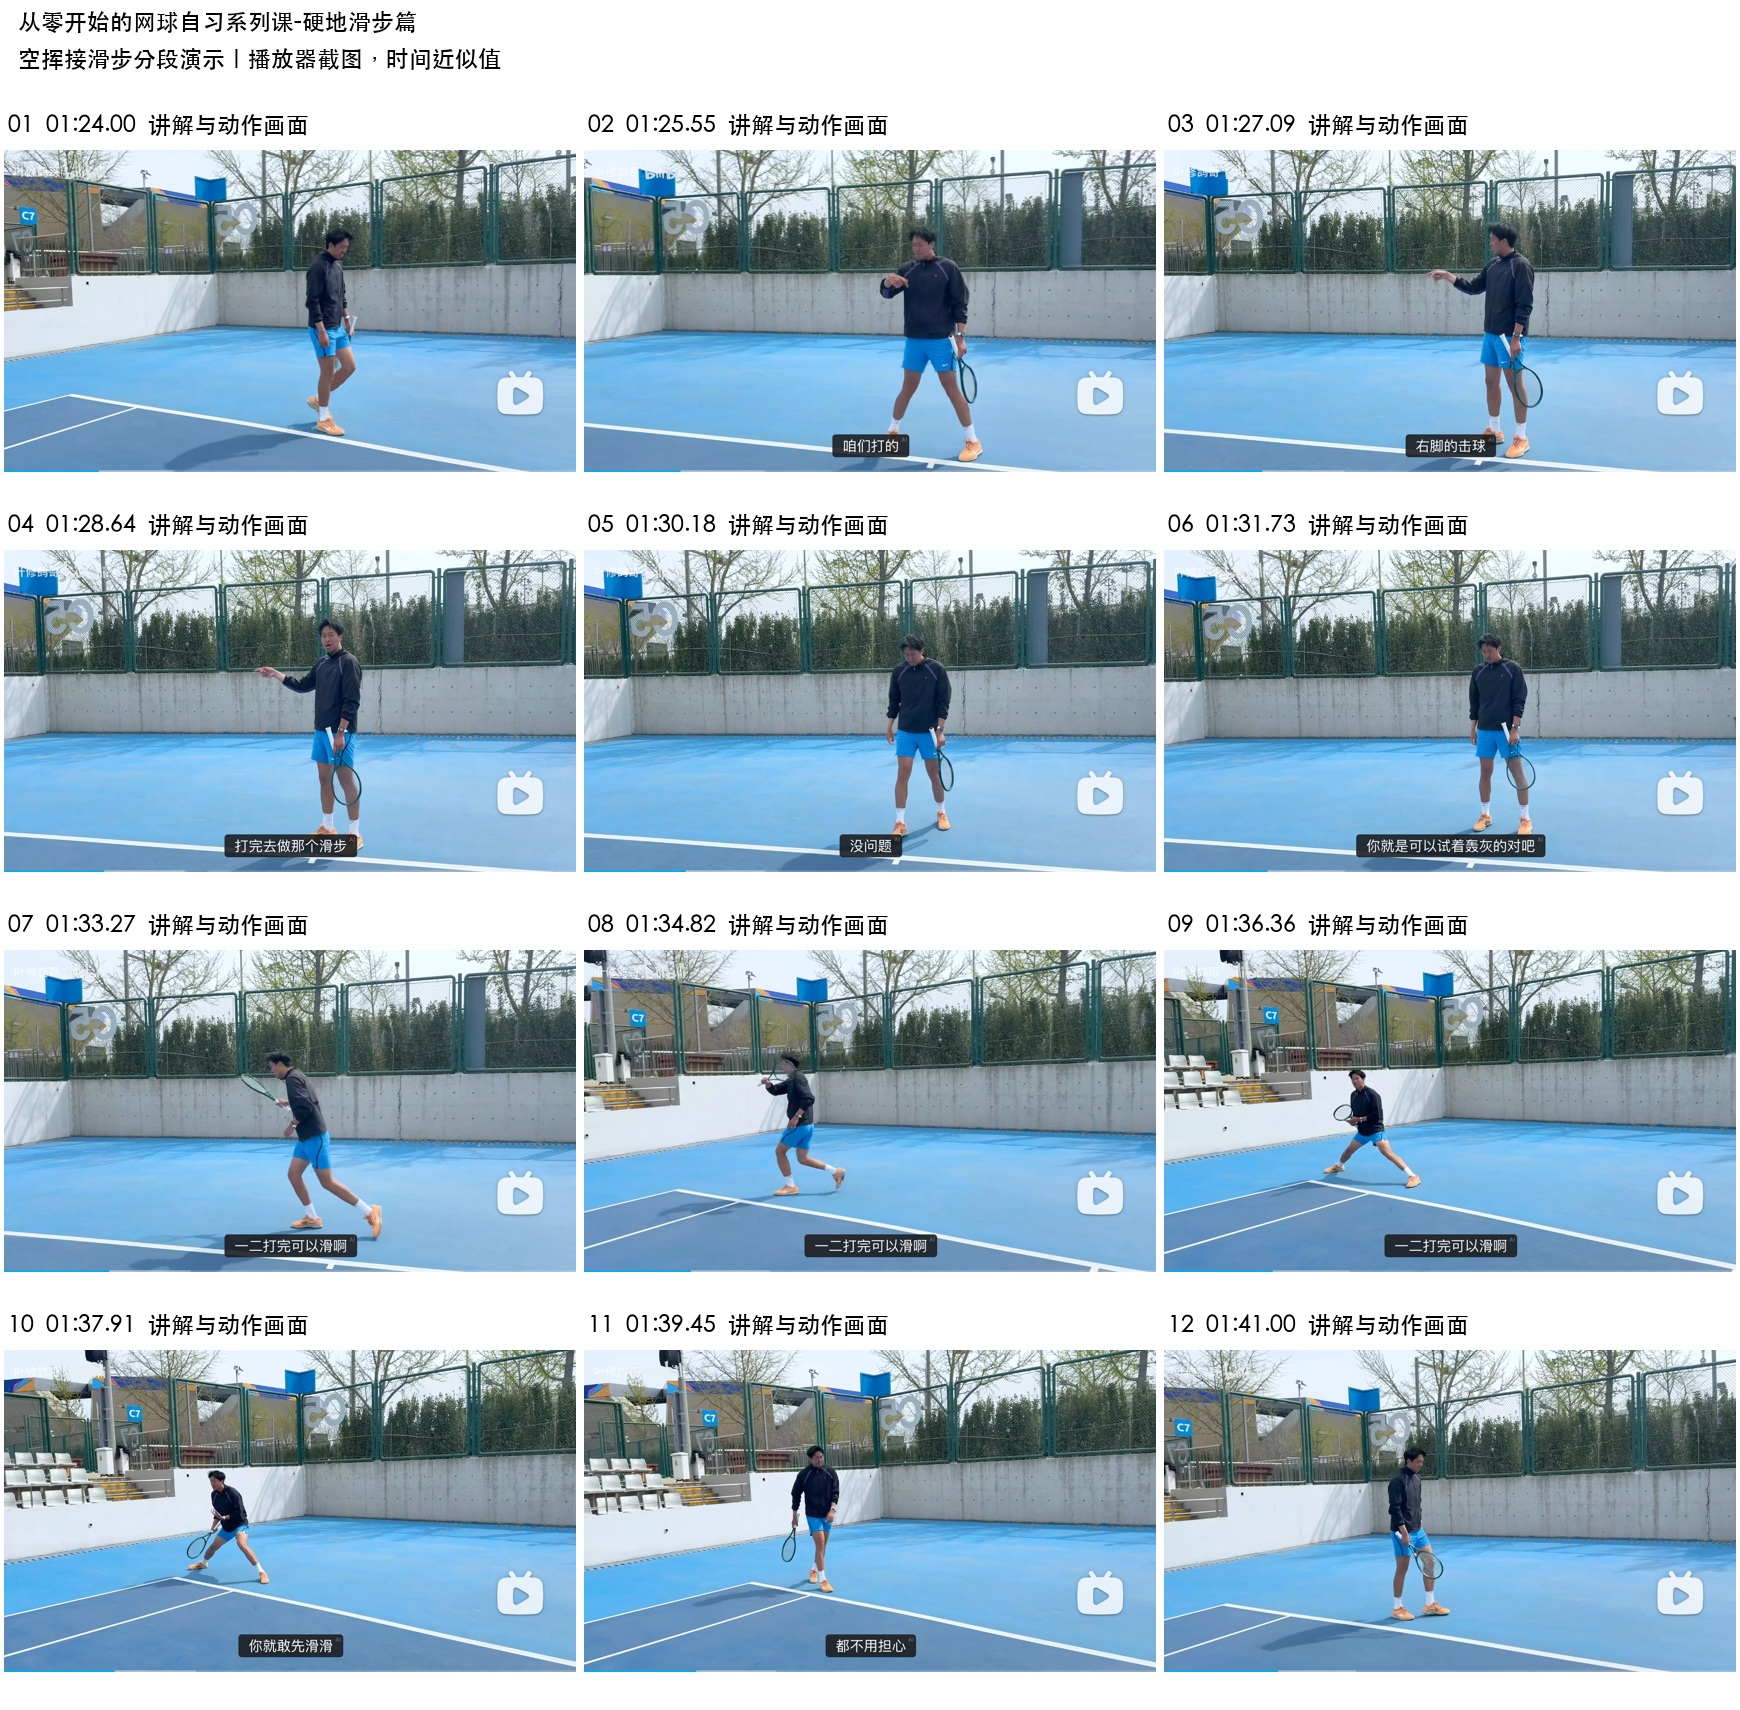 从零开始的网球自习系列课-硬地滑步篇
空挥接滑步分段演示丨播放器截图，时间近似值
01 01:24.00 讲解与动作画面
02 01:25.55 讲解与动作画面
03 01:27.09 讲解与动作画面
C7
咱们打的
右脚的击球
04 01:28.64 讲解与动作画面
05 01:30.18 讲解与动作画面
06 01:31.73 讲解与动作画面
打完去做那个滑步
没问题
你就是可以试着轰灰的对吧
07 01:33.27 讲解与动作画面
08 01:34.82 讲解与动作画面
09 01:36.36 讲解与动作画面
C7
C7
一二打完可以滑啊
一二打完可以滑啊
一二打完可以滑啊
10 01:37.91 讲解与动作画面
11 01:39.45 讲解与动作画面
12 01:41.00 讲解与动作画面
C7
C7
C7
你就敢先滑滑
都不用担心